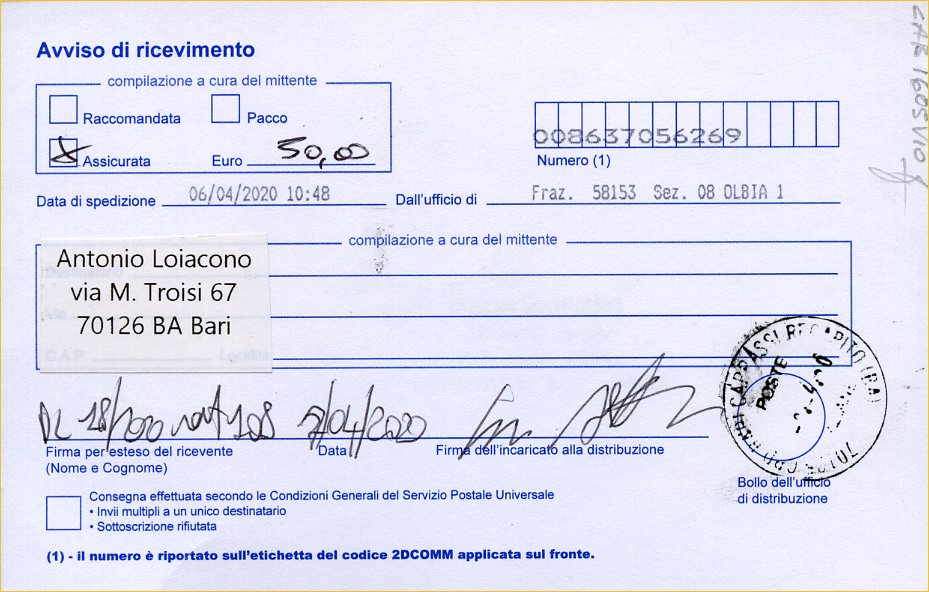 Avviso di ricevimento
compilazione a cura del mittente
Raccomandata Pacco
Assicurata Euro 50,00
008637056269
Numero (1)
Data di spedizione 06/04/2020 10:48 Dall'ufficio di Fraz. 58153 Sez. 08 OLBIA 1
compilazione a cura del mittente
Antonio Loiacono
via M. Troisi 67
70126 BA Bari
C.A.P. Località
DL 18/2020 /04/2020
Firma per esteso del ricevente
(Nome e Cognome)
Data
Firma dell'incaricato alla distribuzione
POSTE
RECAPITO (BA)
Bollo dell'ufficio
di distribuzione
Consegna effettuata secondo le Condizioni Generali del Servizio Postale Universale
• Invii multipli a un unico destinatario
• Sottoscrizione rifiutata
(1) - il numero è riportato sull'etichetta del codice 2DCOMM applicata sul fronte.